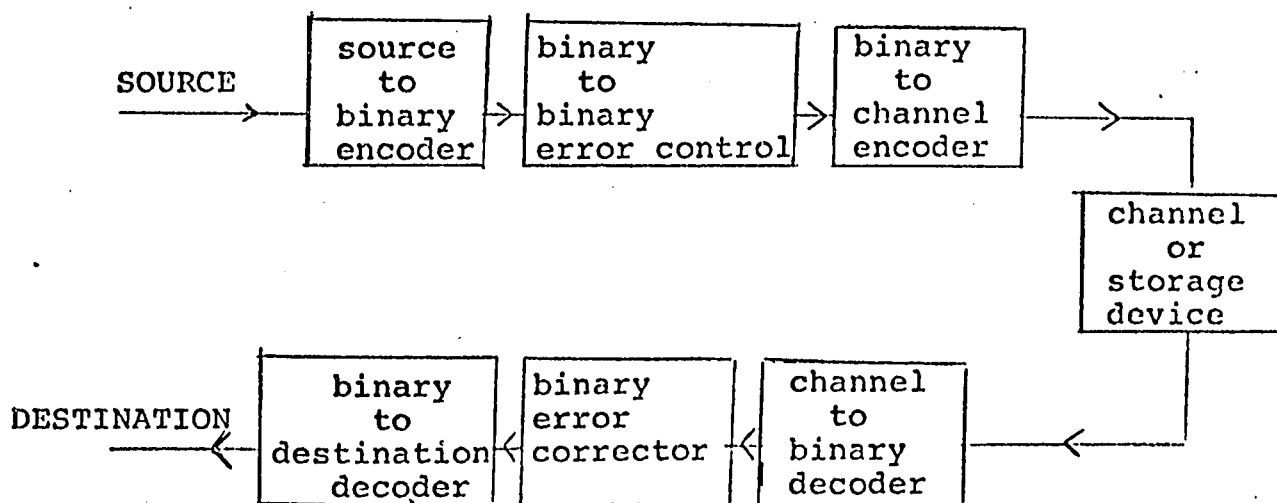 SOURCE
source
to
binary
encoder
binary
to
binary
error control
binary
to
channel
encoder
channel
or
storage
device
channel
to
binary
decoder
binary
error
corrector
binary
to
destination
decoder
DESTINATION